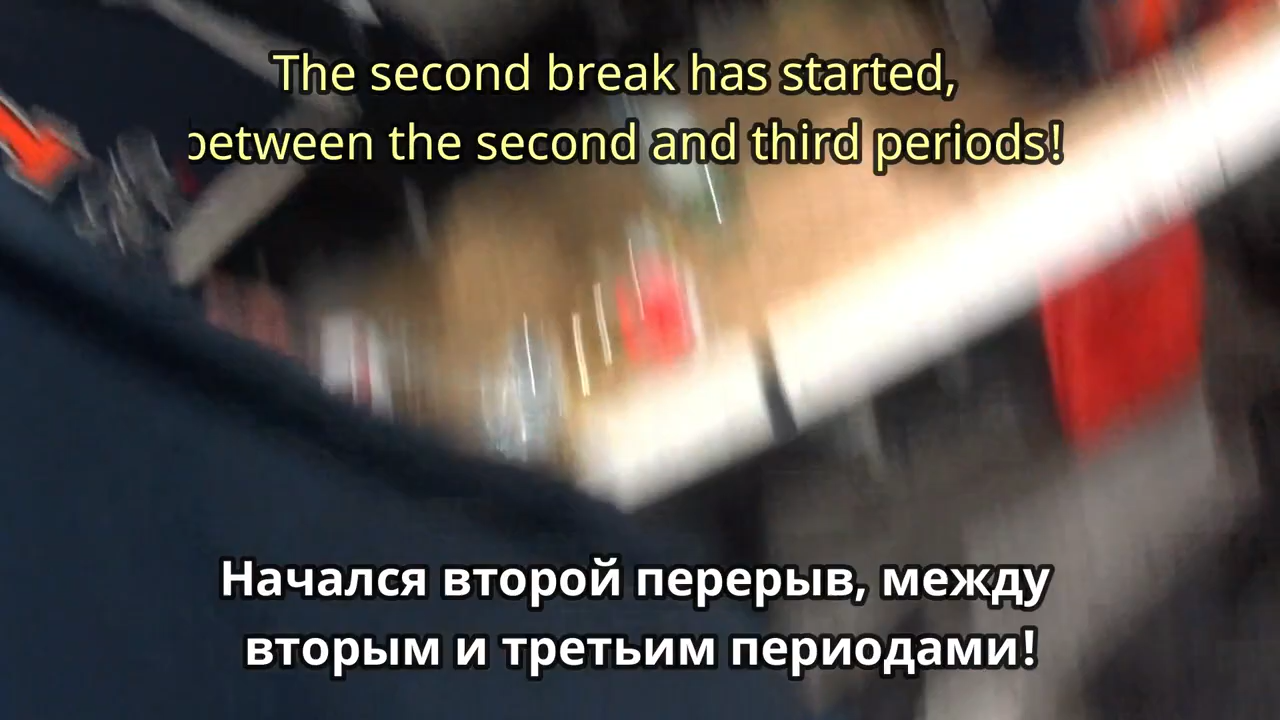 The second break has started,
between the second and third periods!
Начался второй перерыв, между
вторым и третьим периодами!